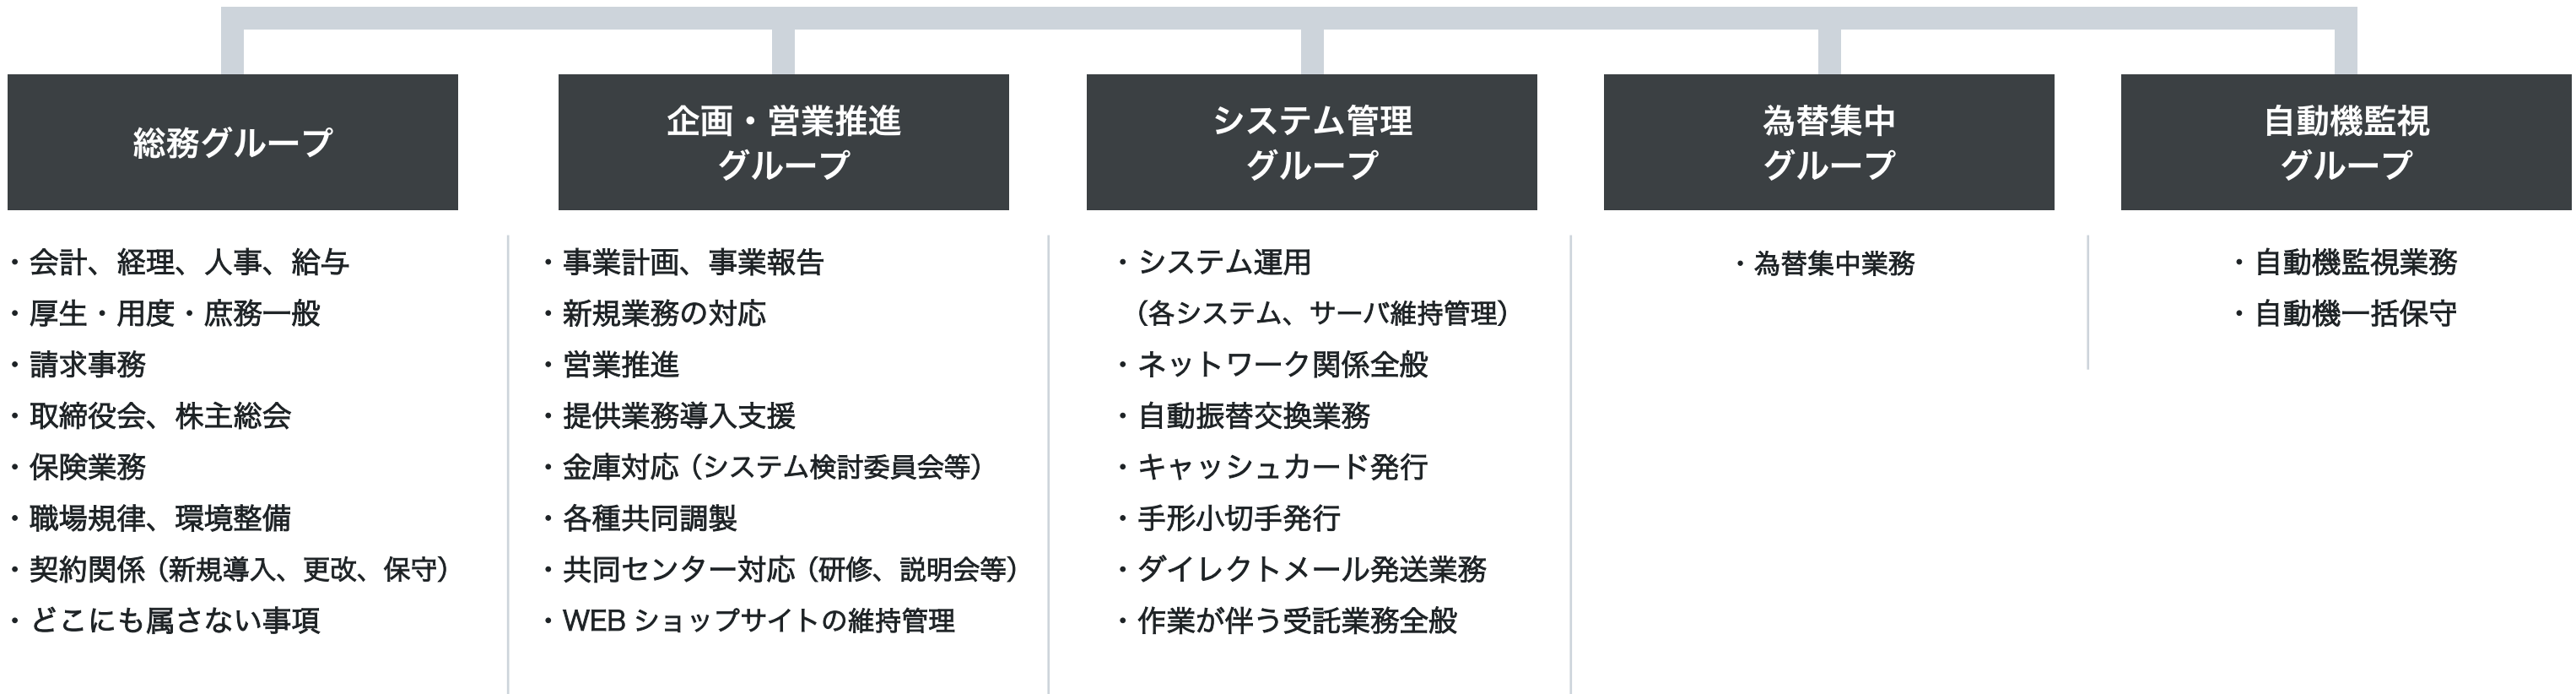 総務グループ
・会計、経理、人事、給与
・厚生・用度・庶務一般
・請求事務
・取締役会、株主総会
・保険業務
・職場規律、環境整備
・契約関係（新規導入、更改、保守）
・どこにも属さない事項
企画・営業推進
グループ
・事業計画、事業報告
・新規業務の対応
・営業推進
・提供業務導入支援
・金庫対応（システム検討委員会等）
・各種共同調製
・共同センター対応（研修、説明会等）
・WEB ショップサイトの維持管理
システム管理
グループ
・システム運用
（各システム、サーバ維持管理）
・ネットワーク関係全般
・自動振替交換業務
・キャッシュカード発行
・手形小切手発行
・ダイレクトメール発送業務
・作業が伴う受託業務全般
為替集中
グループ
・為替集中業務
自動機監視
グループ
・自動機監視業務
・自動機一括保守